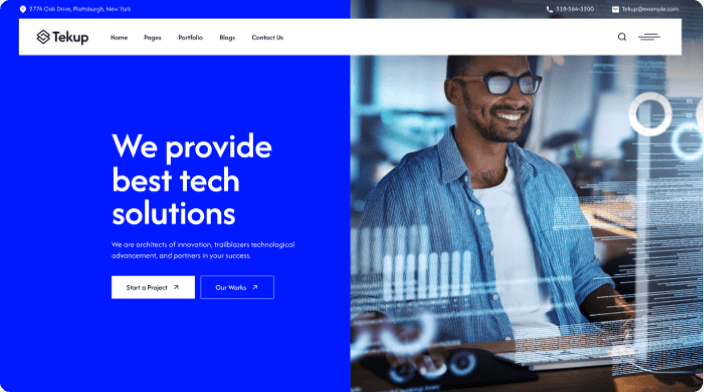 2774 Oak Drive, Plattsburgh, New York
518-564-3200
Tekup@example.com
Tekup
Home Pages Portfolio Blogs Contact Us
We provide
best tech
solutions
We are architects of innovation, trailblazers technological
advancement, and partners in your success.
Start a Project Our Works